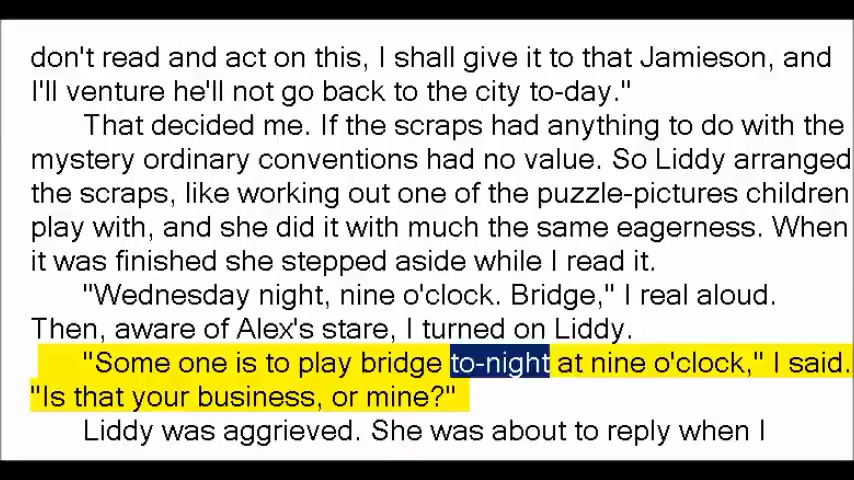 don't read and act on this, I shall give it to that Jamieson, and
I'll venture he'll not go back to the city to-day."
That decided me. If the scraps had anything to do with the
mystery ordinary conventions had no value. So Liddy arranged
the scraps, like working out one of the puzzle-pictures children
play with, and she did it with much the same eagerness. When
it was finished she stepped aside while I read it.
"Wednesday night, nine o'clock. Bridge," I real aloud.
Then, aware of Alex's stare, I turned on Liddy.
"Some one is to play bridge to-night at nine o'clock," I said.
"Is that your business, or mine?"
Liddy was aggrieved. She was about to reply when I